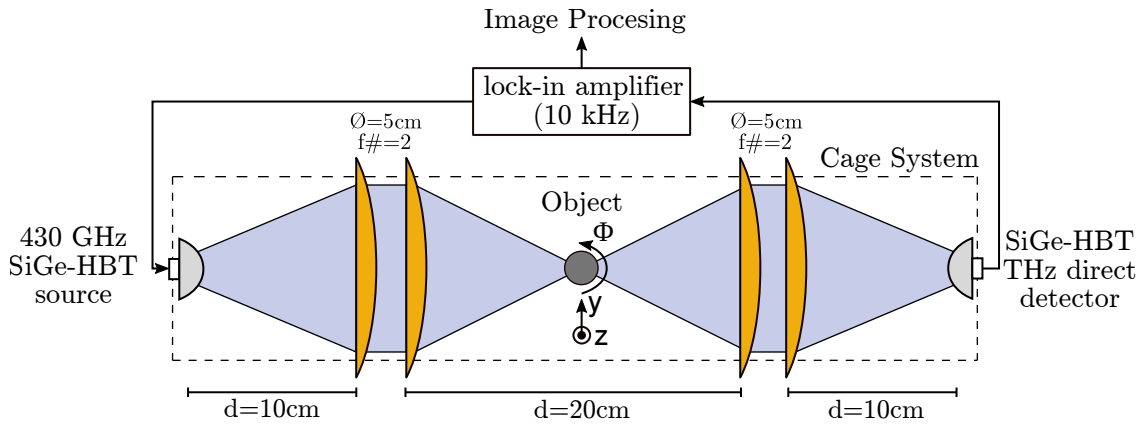 Image Procesing
lock-in amplifier
(10 kHz)
Ø=5cm
f#=2
Ø=5cm
f#=2
Cage System
Object
Φ
430 GHz
SiGe-HBT
source
SiGe-HBT
THz direct
detector
y
z
d=10cm
d=20cm
d=10cm